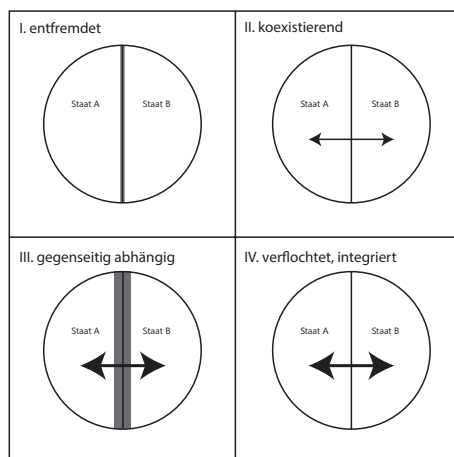 I. entfremdet
Staat A
Staat B
II. koexistierend
Staat A
Staat B
III. gegenseitig abhängig
Staat A
Staat B
IV. verflochtet, integriert
Staat A
Staat B